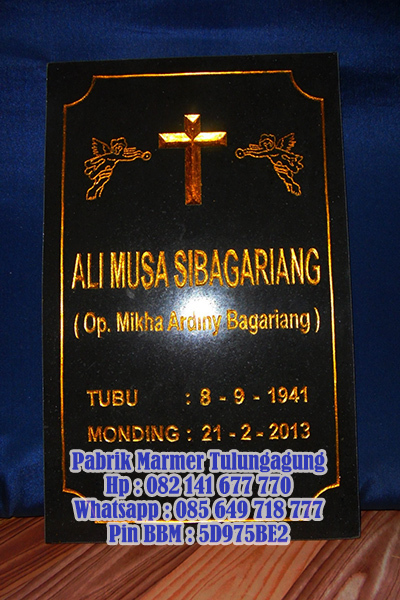 ALI MUSA SIBAGARIANG
( Op. Mikha Ardiny Bagariang )
TUBU : 8 - 9 - 1941
MONDING : 21 - 2 - 2013
Pabrik Marmer Tulungagung
Hp : 082 141 677 770
Whatsapp : 085 649 718 777
Pin BBM : 5D975BE2